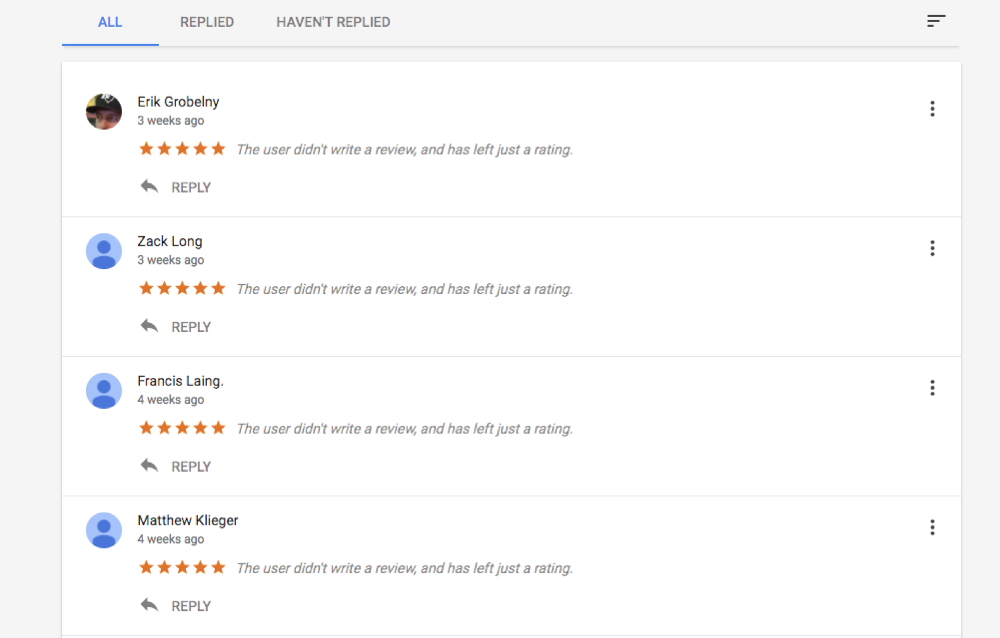 ALL REPLIED HAVEN'T REPLIED
Erik Grobelny
3 weeks ago
The user didn't write a review, and has left just a rating.
REPLY
Zack Long
3 weeks ago
The user didn't write a review, and has left just a rating.
REPLY
Francis Laing.
4 weeks ago
The user didn't write a review, and has left just a rating.
REPLY
Matthew Klieger
4 weeks ago
The user didn't write a review, and has left just a rating.
REPLY